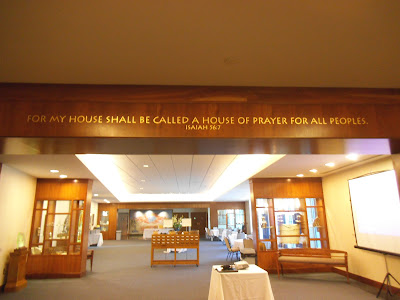 FOR MY HOUSE SHALL BE CALLED A HOUSE OF PRAYER FOR ALL PEOPLES.
ISAIAH 56:7